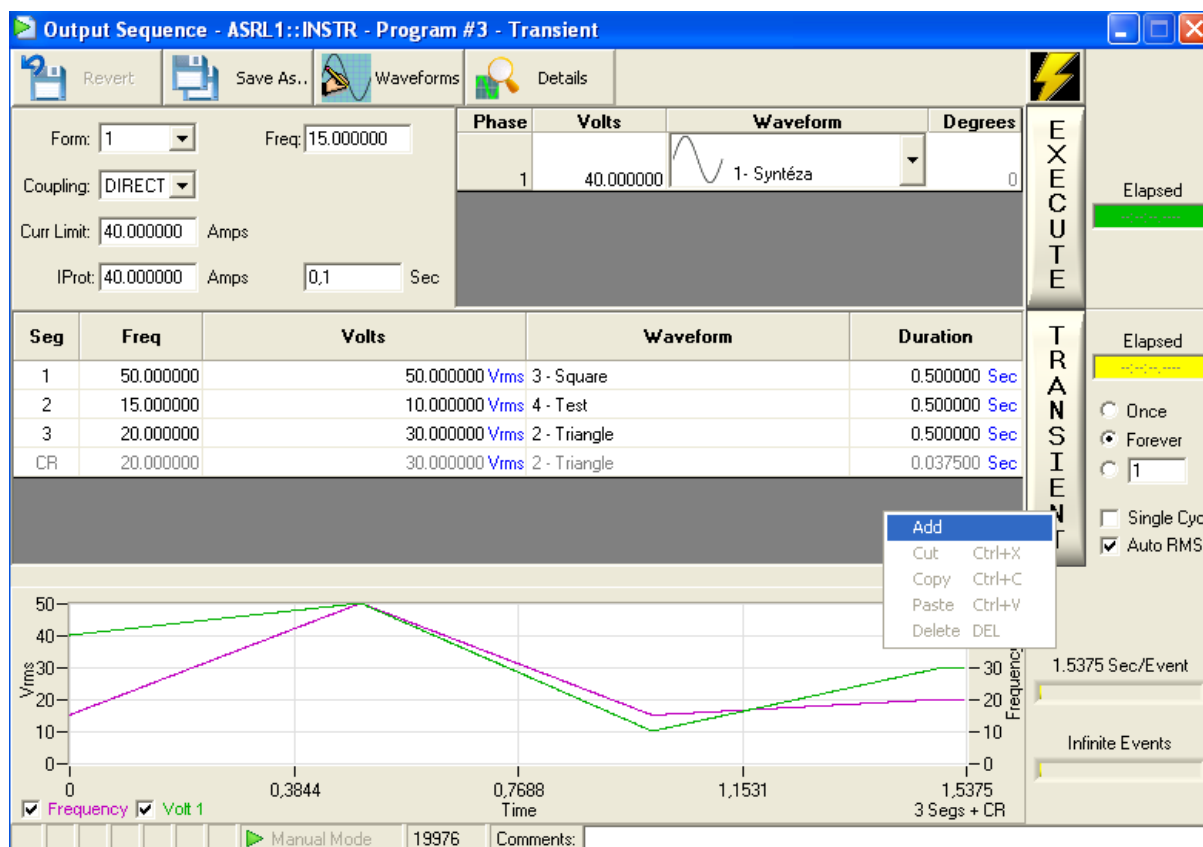 Output Sequence - ASRL1::INSTR - Program #3 - Transient
Revert Save As.. Waveforms Details
Form: 1 Freq: 15.000000
Coupling: DIRECT
Curr Limit: 40.000000 Amps
IProt: 40.000000 Amps 0,1 Sec
Phase Volts Waveform Degrees
1 40.000000 1- Syntéza 0
EXECUTE
Elapsed
--:--:--.----
Seg Freq Volts Waveform Duration
1 50.000000 50.000000 Vrms 3 - Square 0.500000 Sec
2 15.000000 10.000000 Vrms 4 - Test 0.500000 Sec
3 20.000000 30.000000 Vrms 2 - Triangle 0.500000 Sec
CR 20.000000 30.000000 Vrms 2 - Triangle 0.037500 Sec
TRANSIENT
Elapsed
--:--:--.----
Once
Forever
1
Single Cyc
Auto RMS
Add
Cut Ctrl+X
Copy Ctrl+C
Paste Ctrl+V
Delete DEL
50
40
30
20
10
0
Vrms
30
20
10
0
Frequency
0 0,3844 0,7688 1,1531 1,5375
Frequency Volt 1 Time 3 Segs + CR
1.5375 Sec/Event
Infinite Events
Manual Mode 19976 Comments: